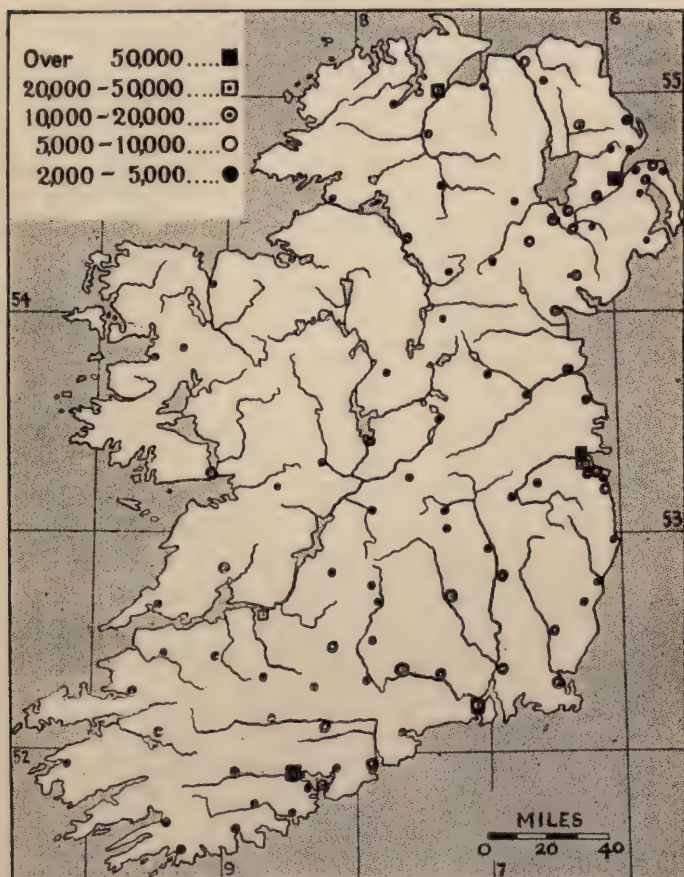 8 6
Over 50,000.....
20,000 - 50,000.....
10,000 - 20,000.....
5,000 - 10,000.....
2,000 - 5,000.....
55
54
53
52
MILES
0 20 40
9 7